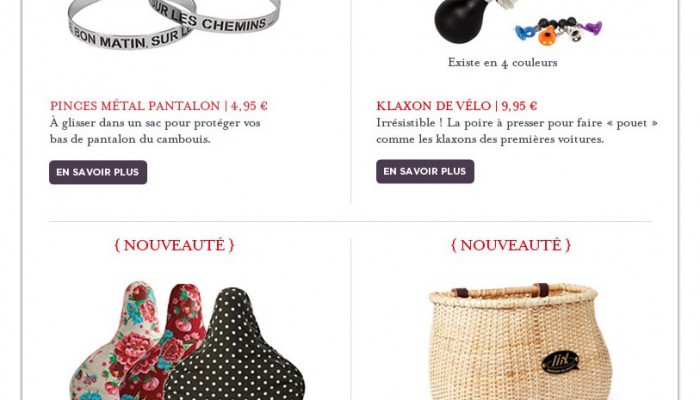 SUR LES CHEMINS...
BON MATIN, SUR L
Existe en 4 couleurs
PINCES MÉTAL PANTALON | 4,95 €
À glisser dans un sac pour protéger vos
bas de pantalon du cambouis.
EN SAVOIR PLUS
KLAXON DE VÉLO | 9,95 €
Irrésistible ! La poire à presser pour faire « pouet »
comme les klaxons des premières voitures.
EN SAVOIR PLUS
{ NOUVEAUTÉ }
{ NOUVEAUTÉ }